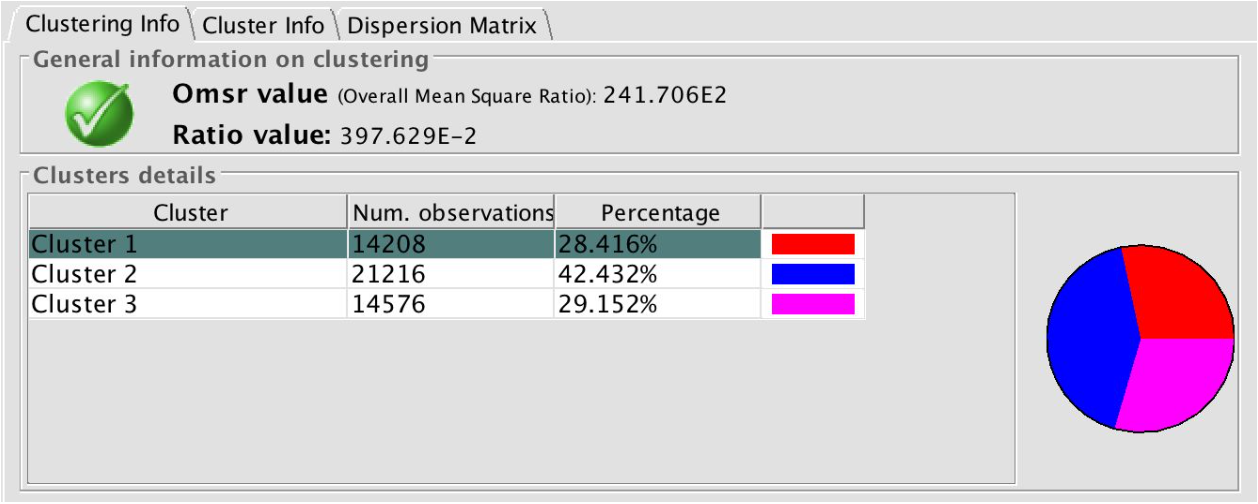 Clustering Info Cluster Info Dispersion Matrix
General information on clustering
Omsr value (Overall Mean Square Ratio): 241.706E2
Ratio value: 397.629E-2
Clusters details
Cluster Num. observations Percentage
Cluster 1 14208 28.416%
Cluster 2 21216 42.432%
Cluster 3 14576 29.152%